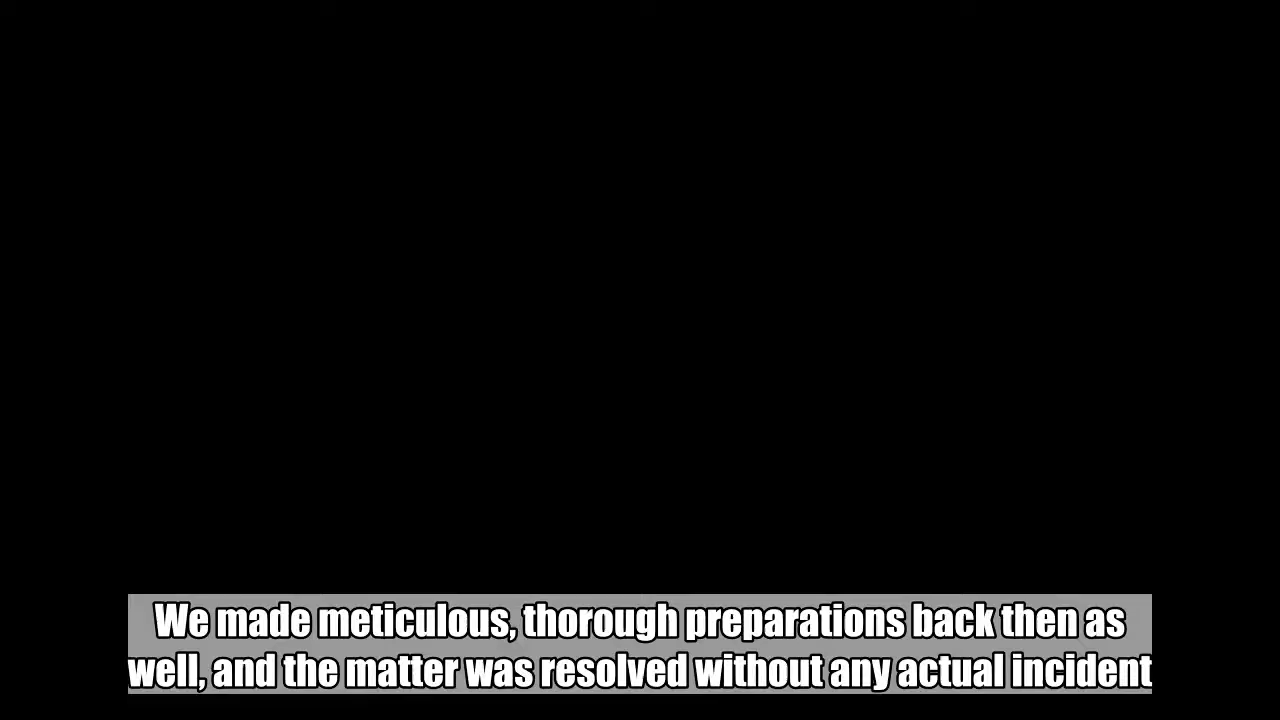 We made meticulous, thorough preparations back then as
well, and the matter was resolved without any actual incident